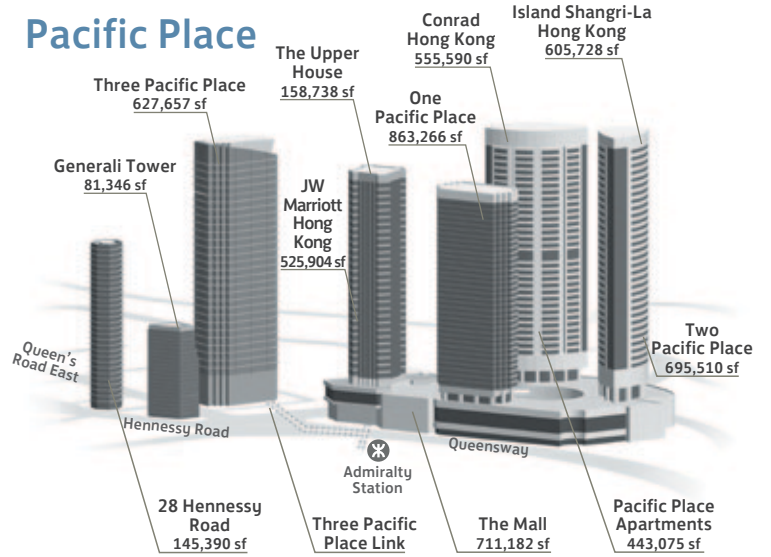 Pacific Place
Three Pacific Place
627,657 sf
Generali Tower
81,346 sf
The Upper
House
158,738 sf
JW
Marriott
Hong
Kong
525,904 sf
Conrad
Hong Kong
555,590 sf
One
Pacific Place
863,266 sf
Island Shangri-La
Hong Kong
605,728 sf
Two
Pacific Place
695,510 sf
Queen's
Road East
Hennessy Road
Queensway
Admiralty
Station
28 Hennessy
Road
145,390 sf
Three Pacific
Place Link
The Mall
711,182 sf
Pacific Place
Apartments
443,075 sf